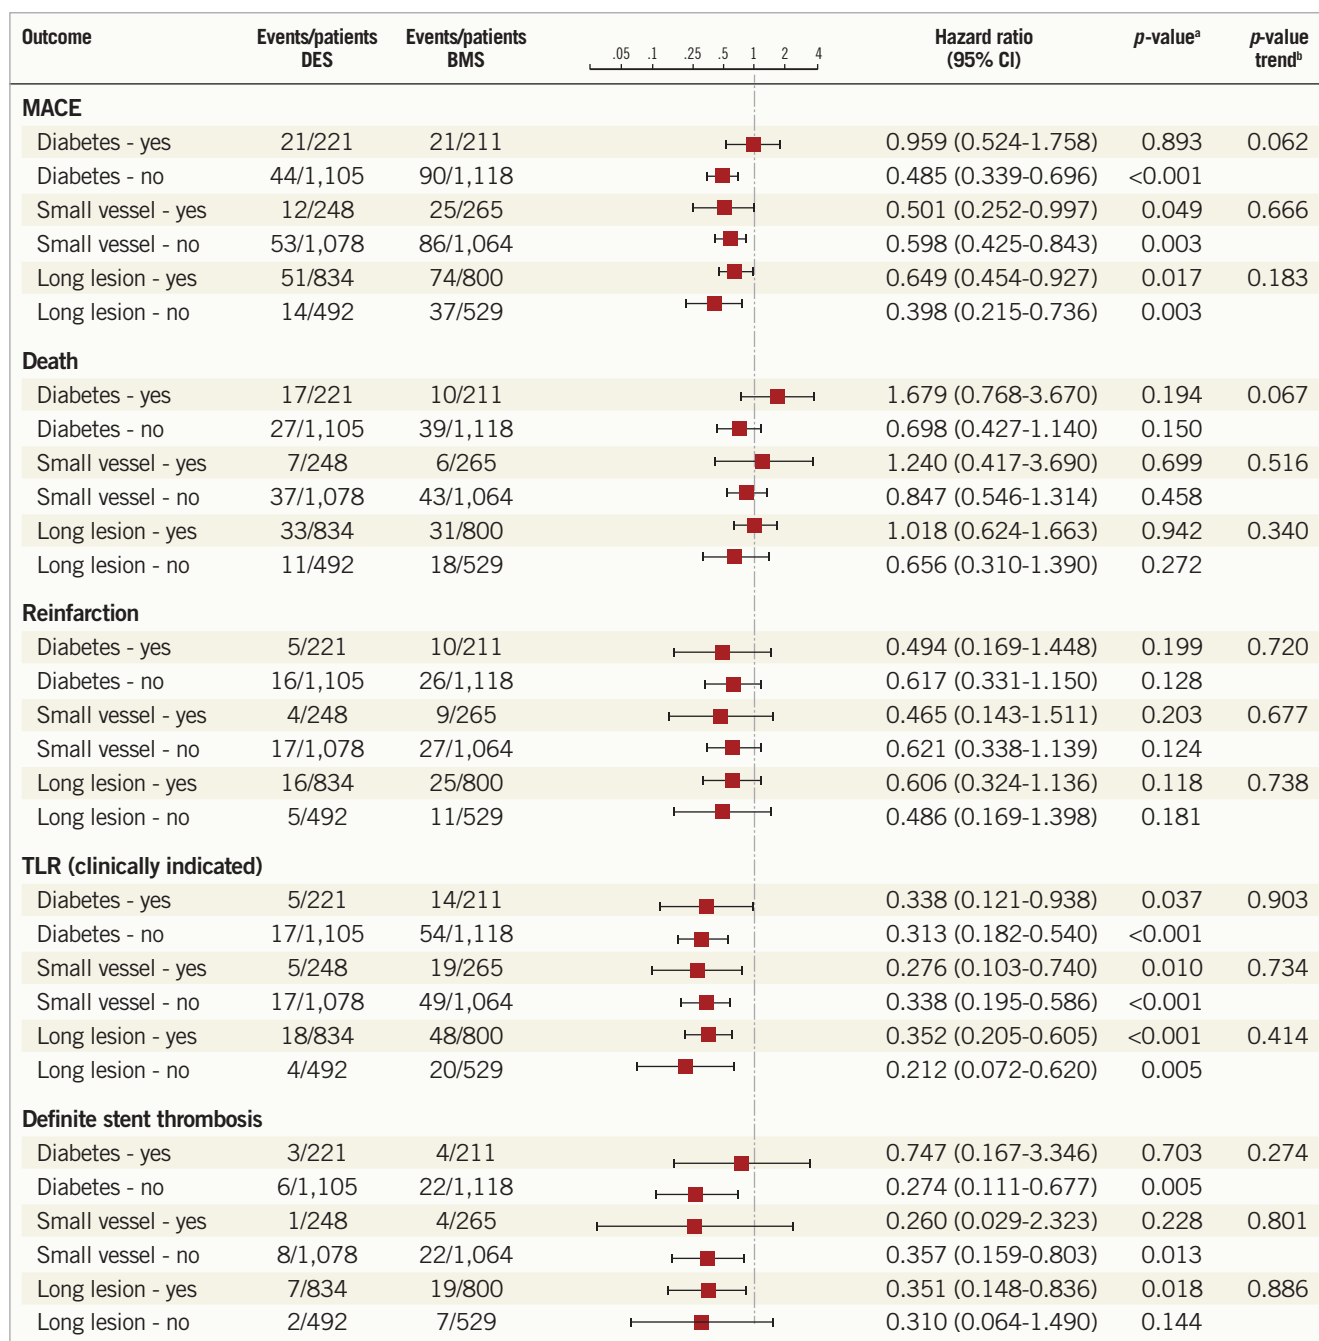 Outcome Events/patients DES Events/patients BMS .05 .1 .25 .5 1 2 4 Hazard ratio (95% CI) p-valueᵃ p-value trendᵇ
MACE
Diabetes - yes 21/221 21/211 0.959 (0.524-1.758) 0.893 0.062
Diabetes - no 44/1,105 90/1,118 0.485 (0.339-0.696) <0.001
Small vessel - yes 12/248 25/265 0.501 (0.252-0.997) 0.049 0.666
Small vessel - no 53/1,078 86/1,064 0.598 (0.425-0.843) 0.003
Long lesion - yes 51/834 74/800 0.649 (0.454-0.927) 0.017 0.183
Long lesion - no 14/492 37/529 0.398 (0.215-0.736) 0.003
Death
Diabetes - yes 17/221 10/211 1.679 (0.768-3.670) 0.194 0.067
Diabetes - no 27/1,105 39/1,118 0.698 (0.427-1.140) 0.150
Small vessel - yes 7/248 6/265 1.240 (0.417-3.690) 0.699 0.516
Small vessel - no 37/1,078 43/1,064 0.847 (0.546-1.314) 0.458
Long lesion - yes 33/834 31/800 1.018 (0.624-1.663) 0.942 0.340
Long lesion - no 11/492 18/529 0.656 (0.310-1.390) 0.272
Reinfarction
Diabetes - yes 5/221 10/211 0.494 (0.169-1.448) 0.199 0.720
Diabetes - no 16/1,105 26/1,118 0.617 (0.331-1.150) 0.128
Small vessel - yes 4/248 9/265 0.465 (0.143-1.511) 0.203 0.677
Small vessel - no 17/1,078 27/1,064 0.621 (0.338-1.139) 0.124
Long lesion - yes 16/834 25/800 0.606 (0.324-1.136) 0.118 0.738
Long lesion - no 5/492 11/529 0.486 (0.169-1.398) 0.181
TLR (clinically indicated)
Diabetes - yes 5/221 14/211 0.338 (0.121-0.938) 0.037 0.903
Diabetes - no 17/1,105 54/1,118 0.313 (0.182-0.540) <0.001
Small vessel - yes 5/248 19/265 0.276 (0.103-0.740) 0.010 0.734
Small vessel - no 17/1,078 49/1,064 0.338 (0.195-0.586) <0.001
Long lesion - yes 18/834 48/800 0.352 (0.205-0.605) <0.001 0.414
Long lesion - no 4/492 20/529 0.212 (0.072-0.620) 0.005
Definite stent thrombosis
Diabetes - yes 3/221 4/211 0.747 (0.167-3.346) 0.703 0.274
Diabetes - no 6/1,105 22/1,118 0.274 (0.111-0.677) 0.005
Small vessel - yes 1/248 4/265 0.260 (0.029-2.323) 0.228 0.801
Small vessel - no 8/1,078 22/1,064 0.357 (0.159-0.803) 0.013
Long lesion - yes 7/834 19/800 0.351 (0.148-0.836) 0.018 0.886
Long lesion - no 2/492 7/529 0.310 (0.064-1.490) 0.144